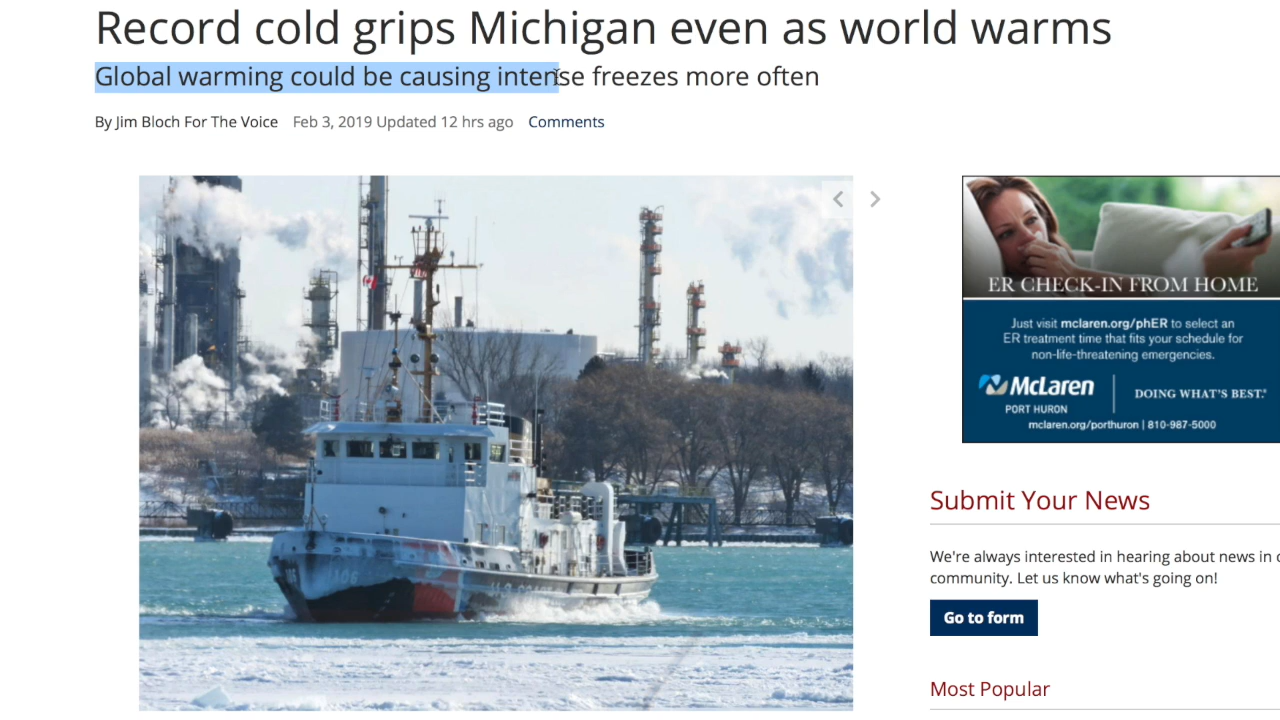 Record cold grips Michigan even as world warms
Global warming could be causing intense freezes more often
By Jim Bloch For The Voice Feb 3, 2019 Updated 12 hrs ago Comments
106
ER CHECK-IN FROM HOME
Just visit mclaren.org/phER to select an
ER treatment time that fits your schedule for
non-life-threatening emergencies.
McLaren
PORT HURON
DOING WHAT'S BEST.®
mclaren.org/porthuron | 810-987-5000
Submit Your News
We're always interested in hearing about news in
community. Let us know what's going on!
Go to form
Most Popular